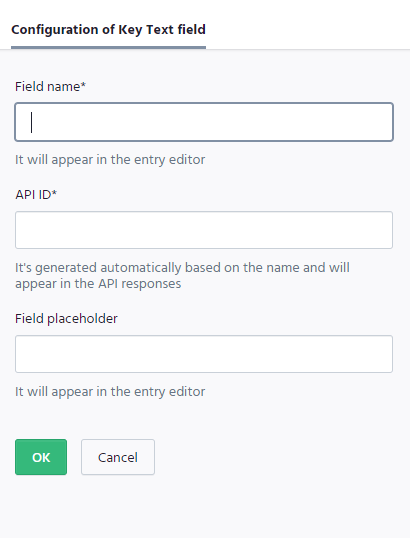 Configuration of Key Text field
Field name*
It will appear in the entry editor
API ID*
It's generated automatically based on the name and will
appear in the API responses
Field placeholder
It will appear in the entry editor
OK
Cancel